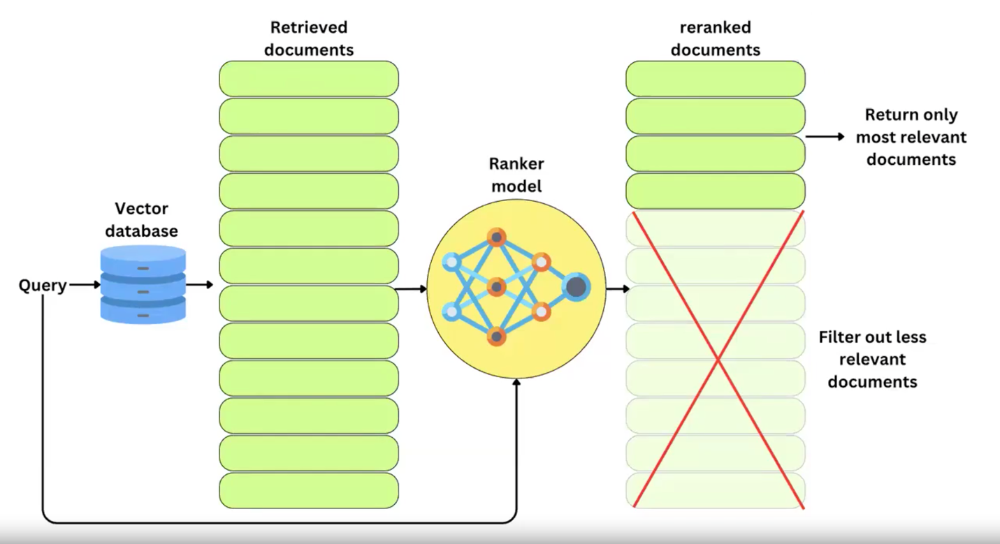 Retrieved
documents
reranked
documents
Return only
most relevant
documents
Ranker
model
Vector
database
Query
Filter out less
relevant
documents